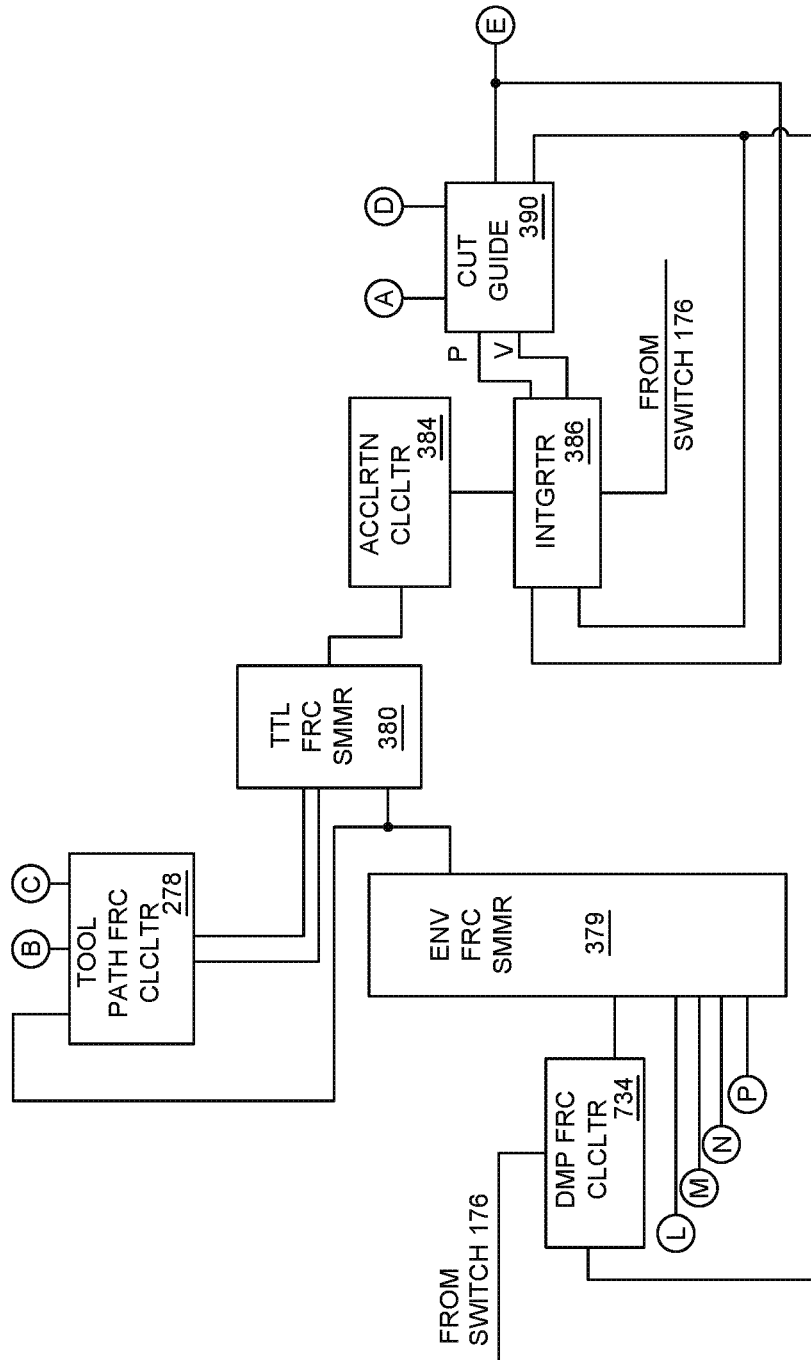 FROM
SWITCH 176
DMP FRC
CLCLTR
734
L
M
N
P
ENV
FRC
SMMR
379
B
C
TOOL
PATH FRC
CLCLTR
278
TTL
FRC
SMMR
380
ACCLRTN
CLCLTR
384
INTGRTR
386
FROM
SWITCH 176
P
V
A
D
CUT
GUIDE
390
E